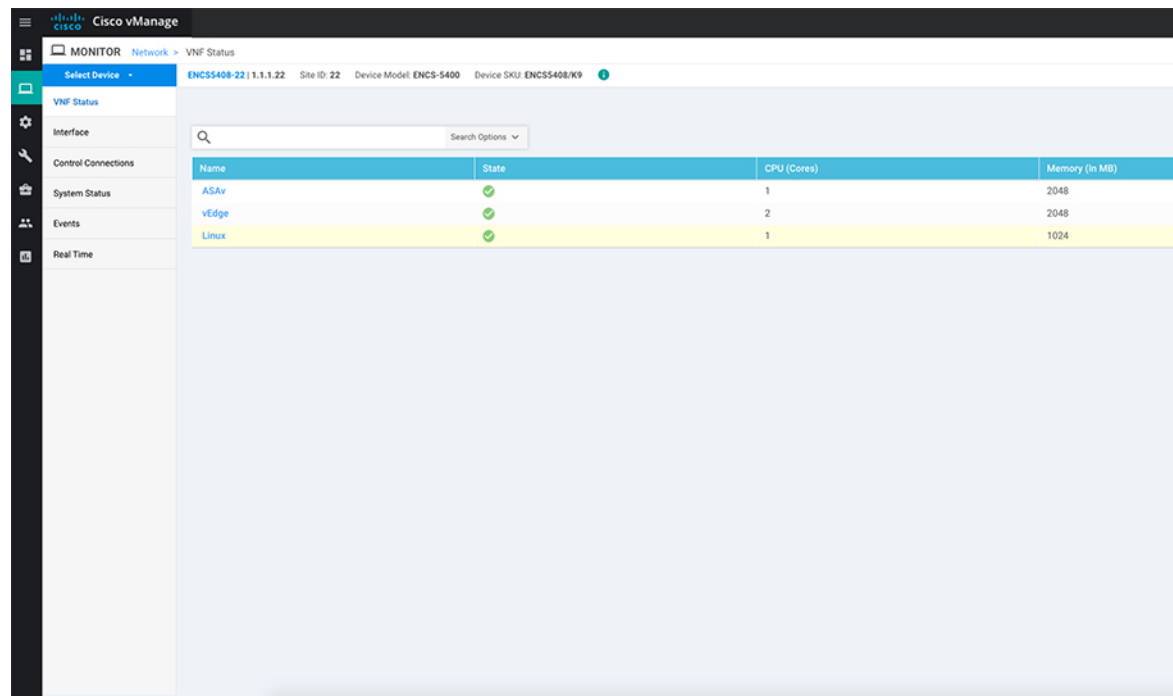 cisco Cisco vManage
MONITOR Network > VNF Status
Select Device
ENCS5408-22 | 1.1.1.22 Site ID: 22 Device Model: ENCS-5400 Device SKU: ENCS5408/K9
VNF Status
Interface
Control Connections
System Status
Events
Real Time
Search Options
Name State CPU (Cores) Memory (In MB)
ASAv 1 2048
vEdge 2 2048
Linux 1 1024